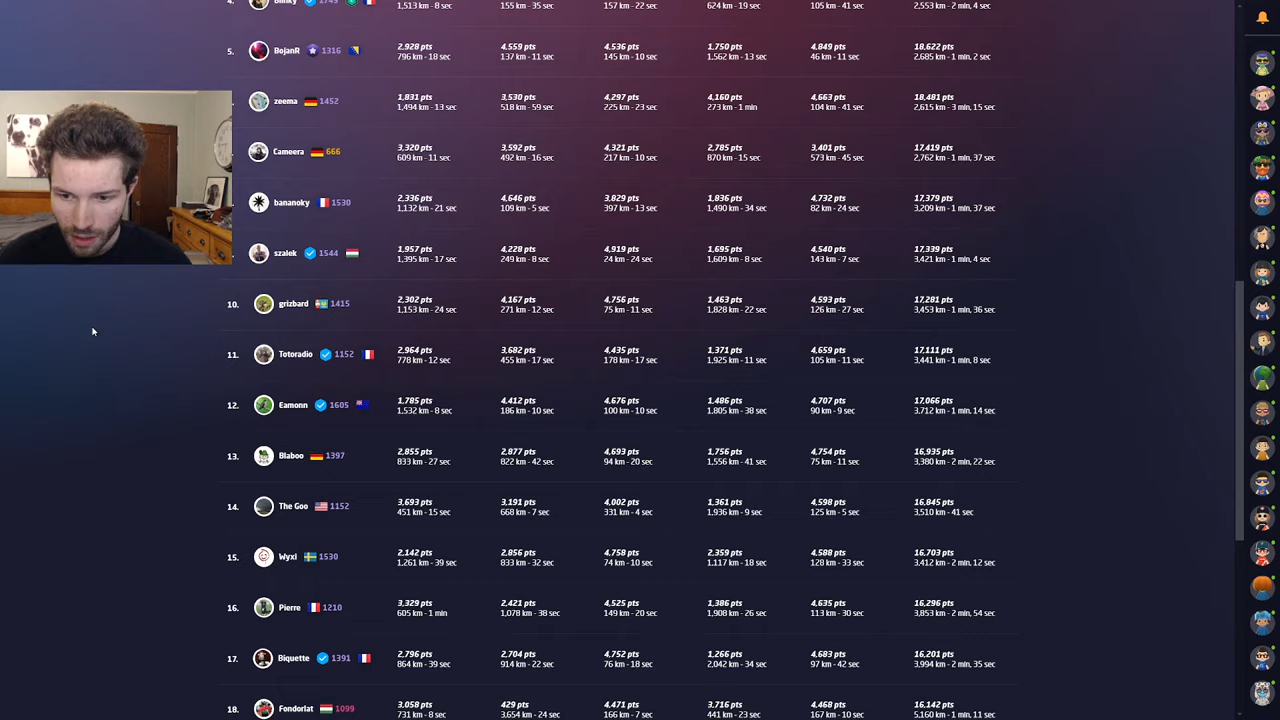 4. Blinky 2749
1,513 km - 8 sec 155 km - 35 sec 157 km - 22 sec 624 km - 19 sec 105 km - 41 sec 2,553 km - 2 min, 4 sec
5. BojanR 1316 2,928 pts 4,559 pts 4,536 pts 1,750 pts 4,849 pts 18,622 pts
796 km - 18 sec 137 km - 11 sec 145 km - 10 sec 1,562 km - 13 sec 46 km - 11 sec 2,685 km - 1 min, 2 sec
zeema 1452 1,831 pts 3,530 pts 4,297 pts 4,160 pts 4,663 pts 18,481 pts
1,494 km - 13 sec 518 km - 59 sec 225 km - 23 sec 273 km - 1 min 104 km - 41 sec 2,615 km - 3 min, 15 sec
Cameera 666 3,320 pts 3,592 pts 4,321 pts 2,785 pts 3,401 pts 17,419 pts
609 km - 11 sec 492 km - 16 sec 217 km - 10 sec 870 km - 15 sec 573 km - 45 sec 2,762 km - 1 min, 37 sec
bananoky 1530 2,336 pts 4,646 pts 3,829 pts 1,836 pts 4,732 pts 17,379 pts
1,132 km - 21 sec 109 km - 5 sec 397 km - 13 sec 1,490 km - 34 sec 82 km - 24 sec 3,209 km - 1 min, 37 sec
szalek 1544 1,957 pts 4,228 pts 4,919 pts 1,695 pts 4,540 pts 17,339 pts
1,395 km - 17 sec 249 km - 8 sec 24 km - 24 sec 1,609 km - 8 sec 143 km - 7 sec 3,421 km - 1 min, 4 sec
10. grizbard 1415 2,302 pts 4,167 pts 4,756 pts 1,463 pts 4,593 pts 17,281 pts
1,153 km - 24 sec 271 km - 12 sec 75 km - 11 sec 1,828 km - 22 sec 126 km - 27 sec 3,453 km - 1 min, 36 sec
11. Totoradio 1152 2,964 pts 3,682 pts 4,435 pts 1,371 pts 4,659 pts 17,111 pts
778 km - 12 sec 455 km - 17 sec 178 km - 17 sec 1,925 km - 11 sec 105 km - 11 sec 3,441 km - 1 min, 8 sec
12. Eamonn 1605 1,785 pts 4,412 pts 4,676 pts 1,486 pts 4,707 pts 17,066 pts
1,532 km - 8 sec 186 km - 10 sec 100 km - 10 sec 1,805 km - 38 sec 90 km - 9 sec 3,712 km - 1 min, 14 sec
13. Blaboo 1397 2,855 pts 2,877 pts 4,693 pts 1,756 pts 4,754 pts 16,935 pts
833 km - 27 sec 822 km - 42 sec 94 km - 20 sec 1,556 km - 41 sec 75 km - 11 sec 3,380 km - 2 min, 22 sec
14. The Goo 1152 3,693 pts 3,191 pts 4,002 pts 1,361 pts 4,598 pts 16,845 pts
451 km - 15 sec 668 km - 7 sec 331 km - 4 sec 1,936 km - 9 sec 125 km - 5 sec 3,510 km - 41 sec
15. Wyxi 1530 2,142 pts 2,856 pts 4,758 pts 2,359 pts 4,588 pts 16,703 pts
1,261 km - 39 sec 833 km - 32 sec 74 km - 10 sec 1,117 km - 18 sec 128 km - 33 sec 3,412 km - 2 min, 12 sec
16. Pierre 1210 3,329 pts 2,421 pts 4,525 pts 1,386 pts 4,635 pts 16,296 pts
605 km - 1 min 1,078 km - 38 sec 149 km - 20 sec 1,908 km - 26 sec 113 km - 30 sec 3,853 km - 2 min, 54 sec
17. Biquette 1391 2,796 pts 2,704 pts 4,752 pts 1,266 pts 4,683 pts 16,201 pts
864 km - 39 sec 914 km - 22 sec 76 km - 18 sec 2,042 km - 34 sec 97 km - 42 sec 3,994 km - 2 min, 35 sec
18. Fondorlat 1099 3,058 pts 429 pts 4,471 pts 3,716 pts 4,468 pts 16,142 pts
731 km - 8 sec 3,654 km - 24 sec 166 km - 7 sec 441 km - 23 sec 167 km - 10 sec 5,160 km - 1 min, 11 sec